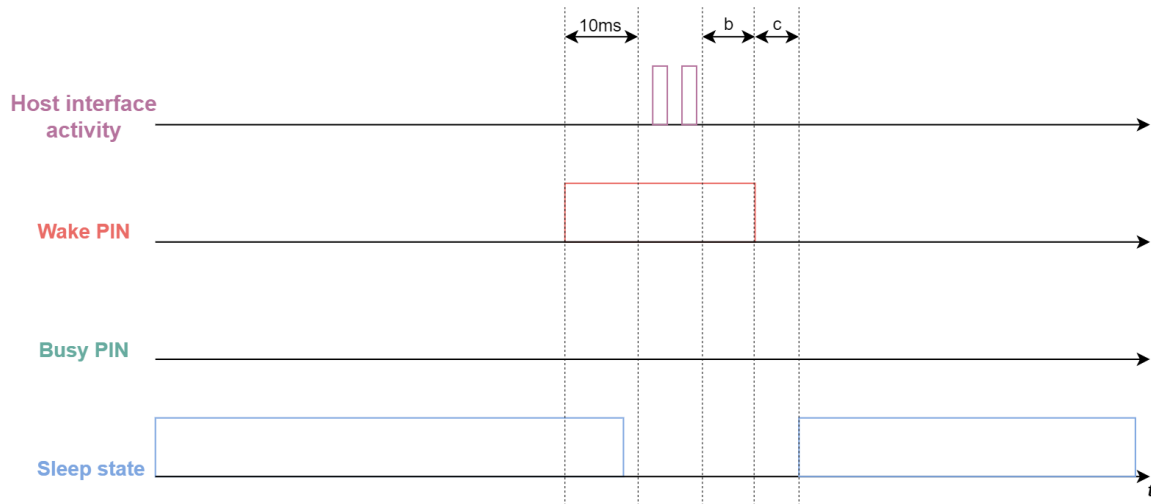 10ms
b
c
Host interface
activity
Wake PIN
Busy PIN
Sleep state
t